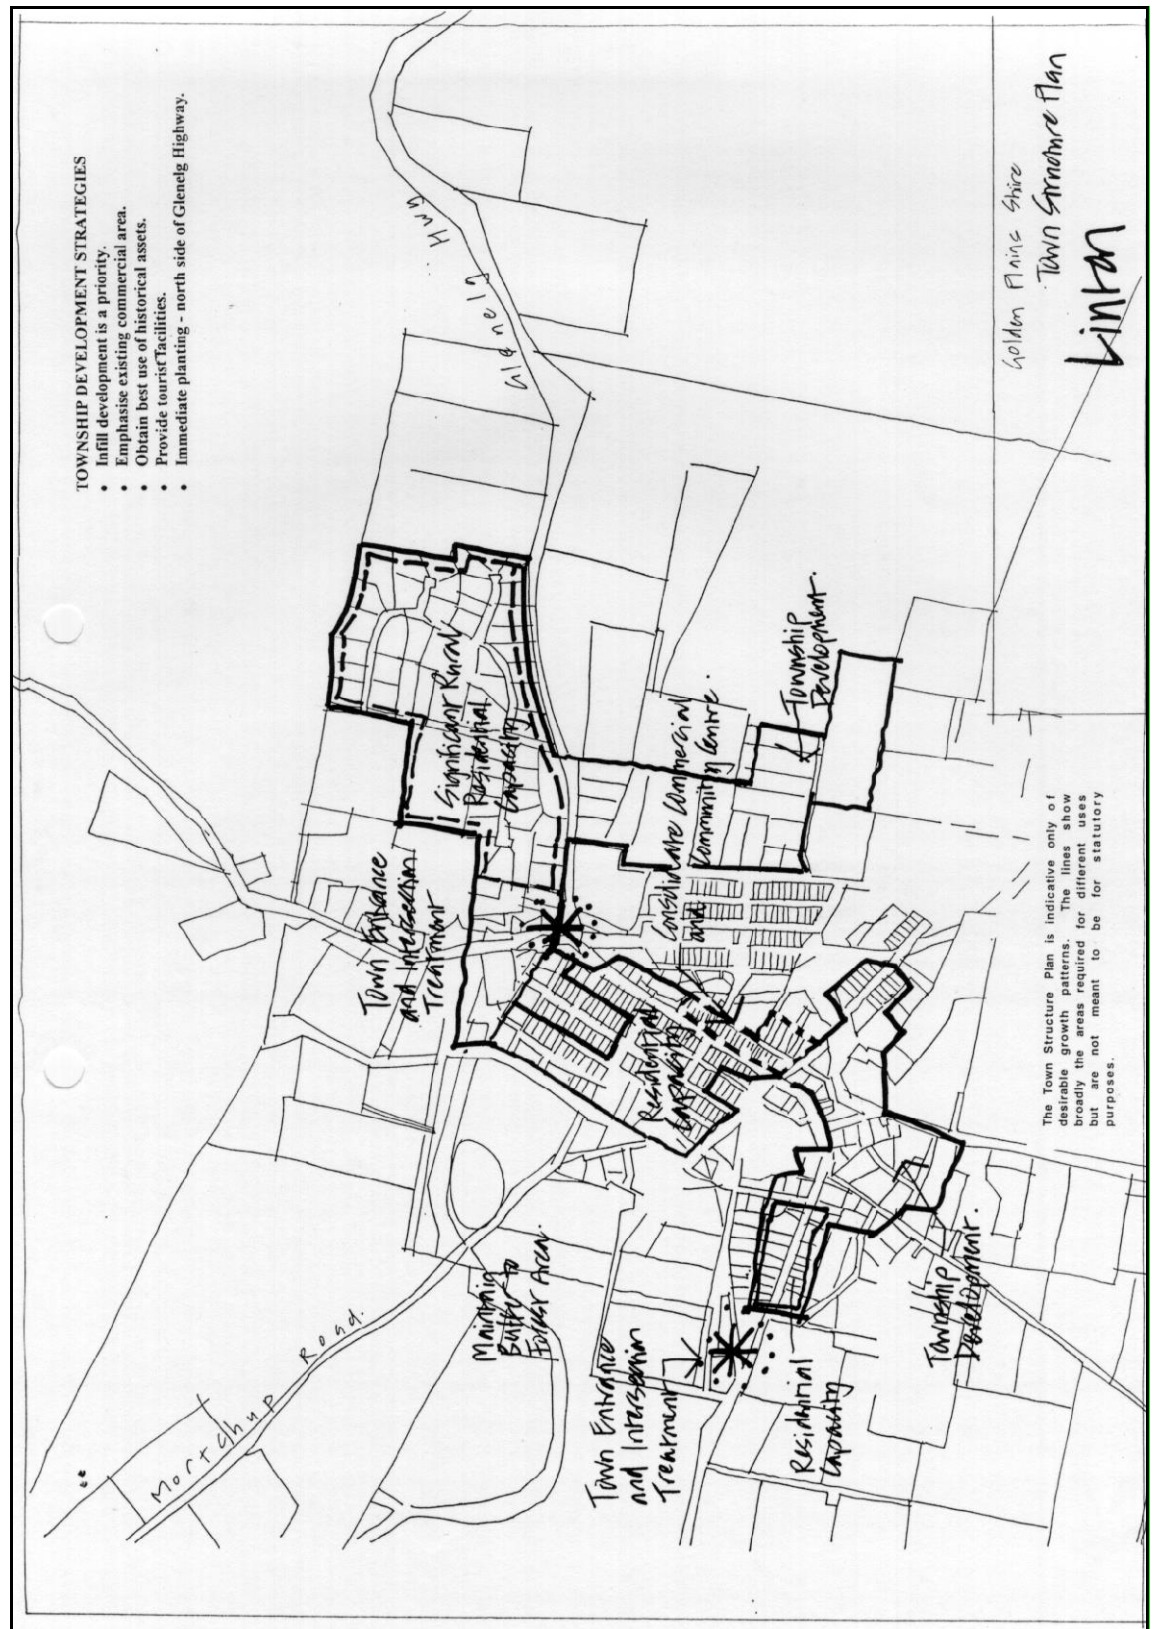 TOWNSHIP DEVELOPMENT STRATEGIES
• Infill development is a priority.
• Emphasise existing commercial area.
• Obtain best use of historical assets.
• Provide tourist facilities.
• Immediate planting - north side of Glenelg Highway.
Glenelg Hwy
Mortchup Road.
Significant Rural
Residential
Capacity
Town Entrance
and Intersection
Treatment
Maintain
Buffer to
Forest Area.
Town Entrance
and Intersection
Treatment
Residential
Capacity
Residential
Capacity
Consolidate Commercial
and Community Centre.
Township
Development.
Township
Development.
The Town Structure Plan is indicative only of
desirable growth patterns. The lines show
broadly the areas required for different uses
but are not meant to be for statutory
purposes.
Golden Plains Shire
Town Structure Plan
Linton